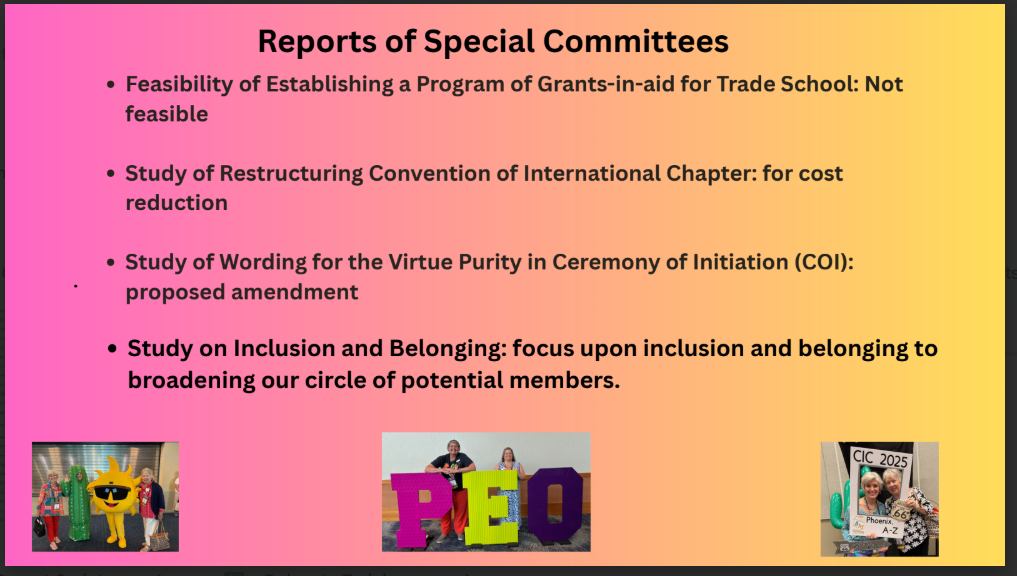 Reports of Special Committees
• Feasibility of Establishing a Program of Grants-in-aid for Trade School: Not
feasible
• Study of Restructuring Convention of International Chapter: for cost
reduction
• Study of Wording for the Virtue Purity in Ceremony of Initiation (COI):
proposed amendment
• Study on Inclusion and Belonging: focus upon inclusion and belonging to
broadening our circle of potential members.
PEO
CIC 2025
66
Phoenix,
A-Z